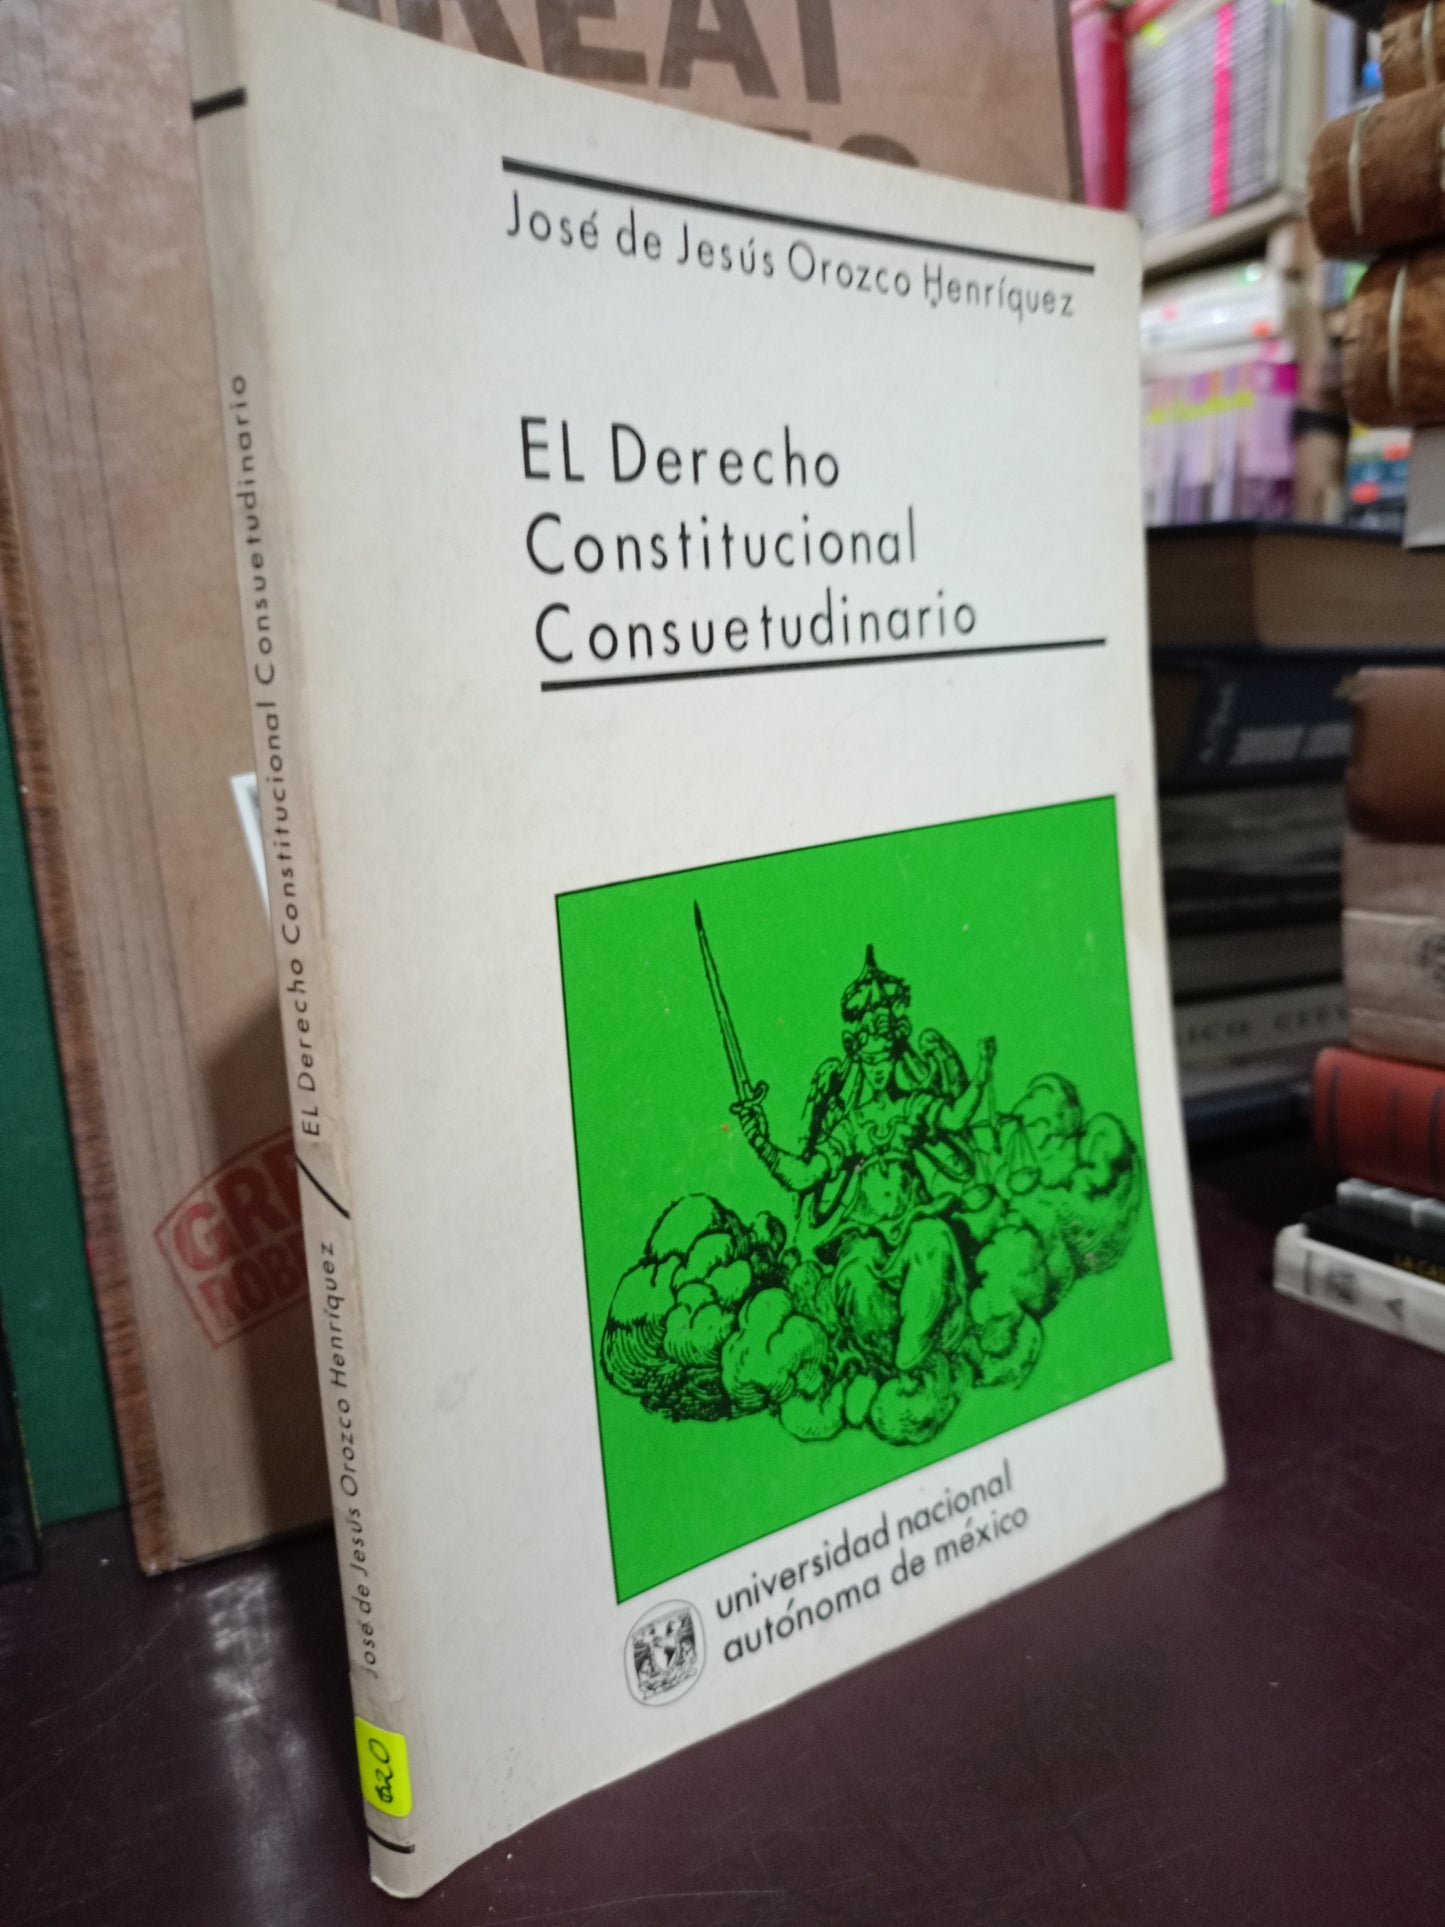 José de Jesús Orozco Henríquez
EL Derecho
Constitucional
Consuetudinario
universidad nacional
autónoma de méxico
José de Jesús Orozco Henríquez / EL Derecho Constitucional Consuetudinario